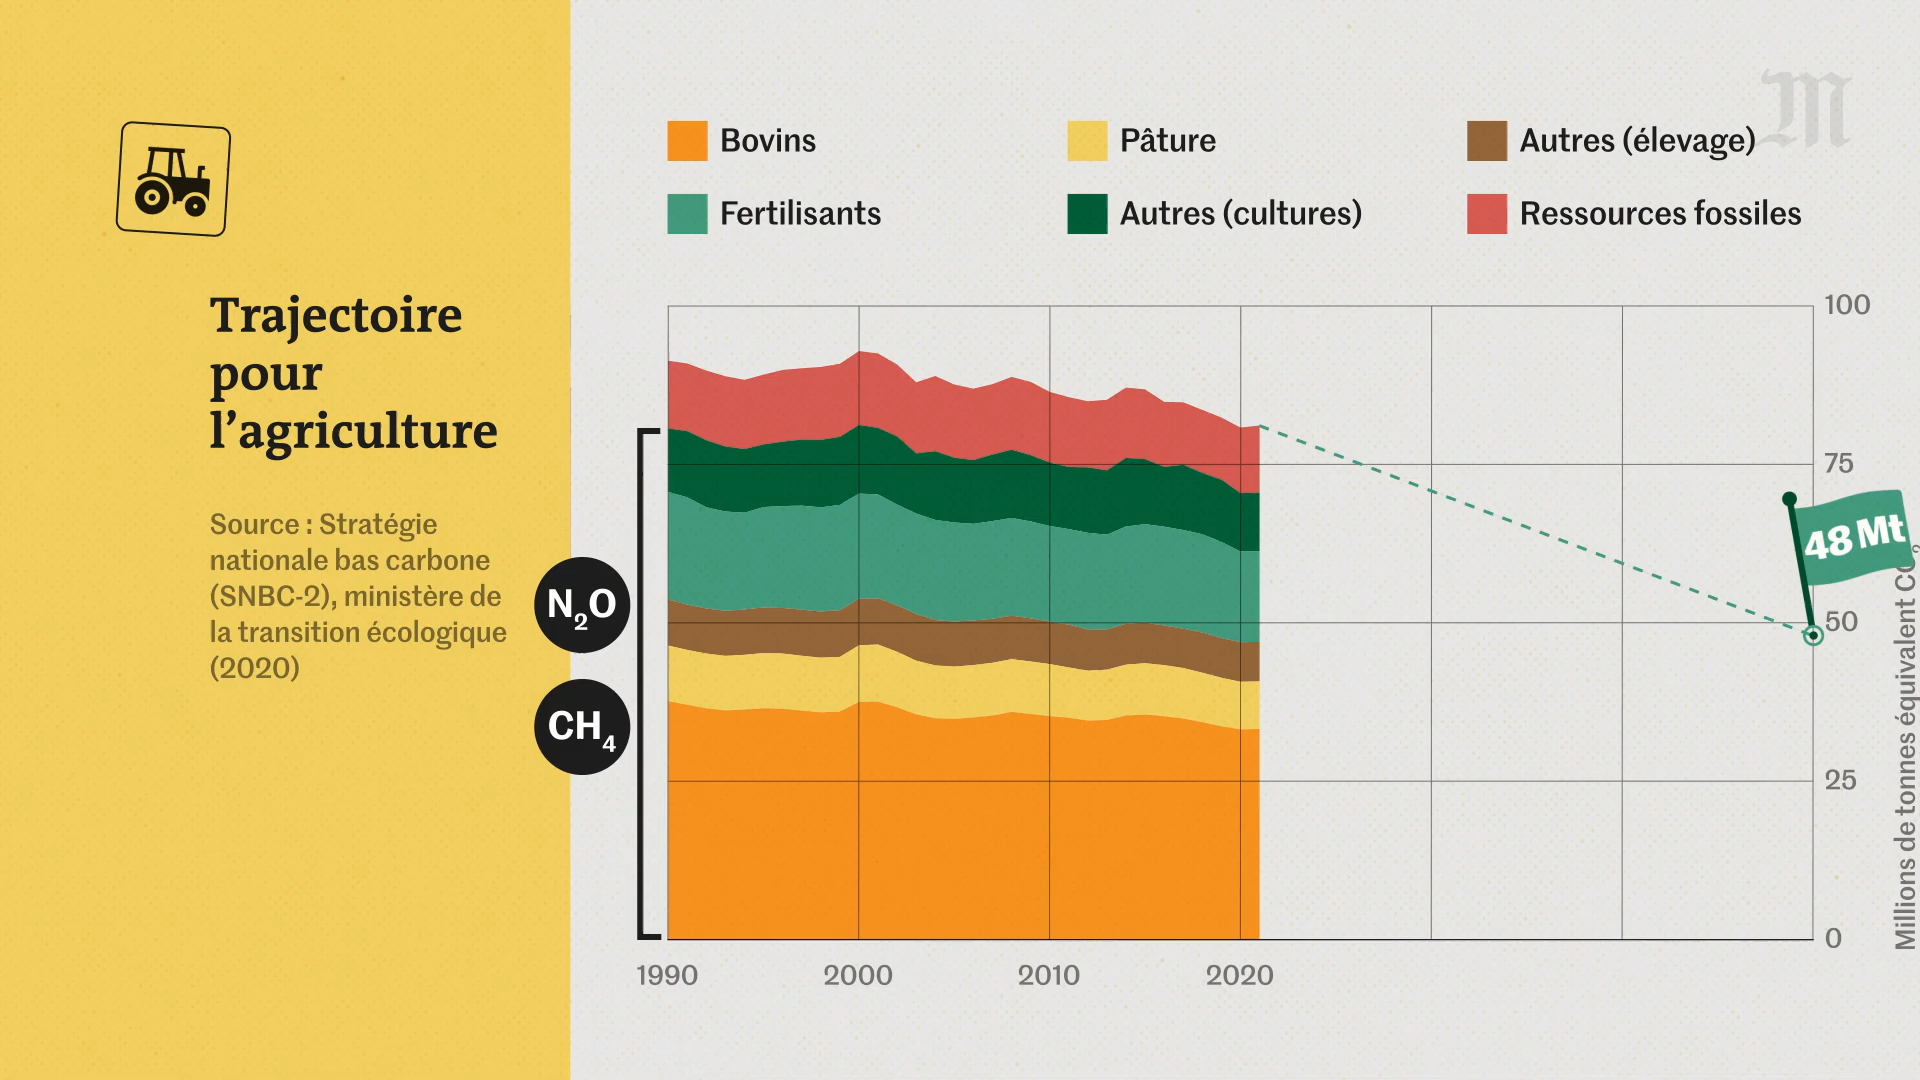 Trajectoire
pour
l’agriculture
Source : Stratégie
nationale bas carbone
(SNBC-2), ministère de
la transition écologique
(2020)
M
Bovins
Pâture
Autres (élevage)
Fertilisants
Autres (cultures)
Ressources fossiles
N₂O
CH₄
100
75
50
25
0
48 Mt
Millions de tonnes équivalent CO₂
1990
2000
2010
2020